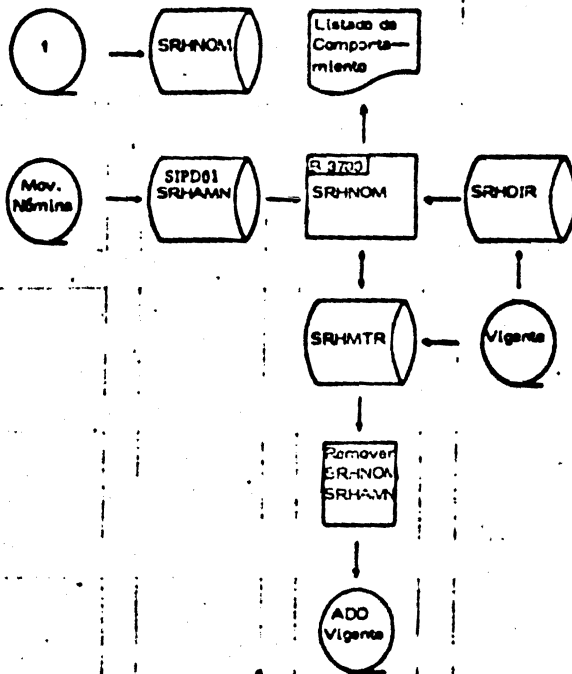 1
SRHNOM
Listado de
Comporta-
miento
Mov.
Nómina
SIPD01
SRHAMN
B 3700
SRHNOM
SRHDIR
SRHMTR
Vigente
Remover
SRHNOM
SRHAMN
ADD
Vigente